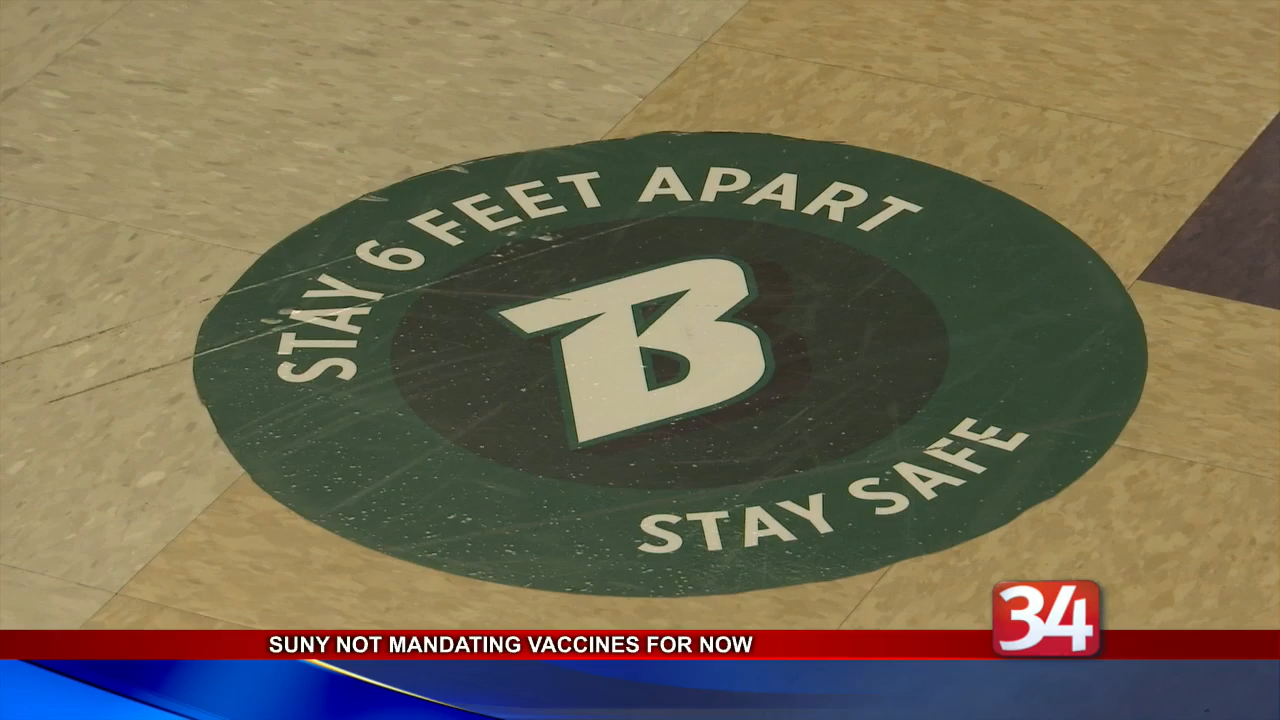 STAY 6 FEET APART
B
STAY SAFE
34
SUNY NOT MANDATING VACCINES FOR NOW